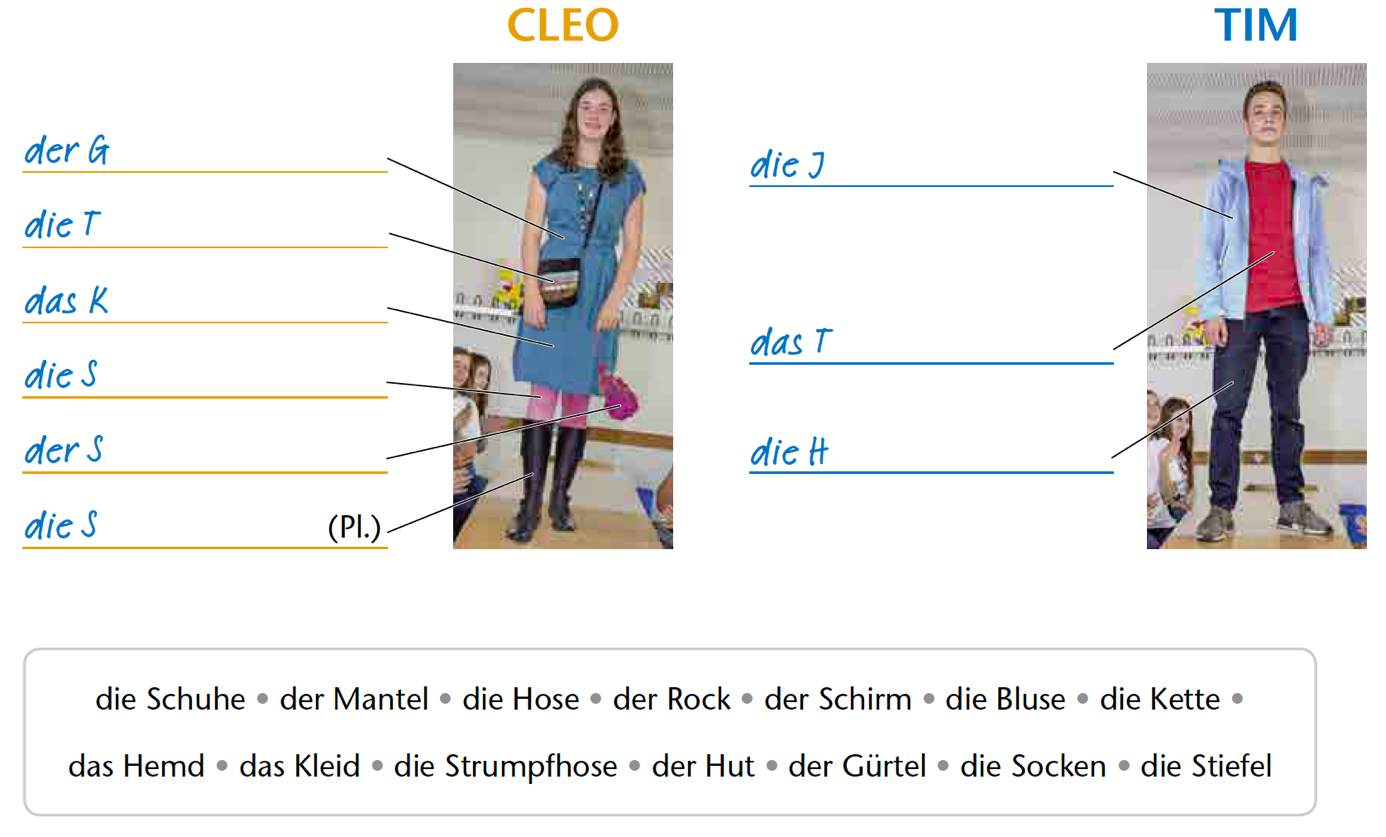 CLEO
der G
die T
das K
die S
der S
die S (Pl.)
TIM
die J
das T
die H
die Schuhe • der Mantel • die Hose • der Rock • der Schirm • die Bluse • die Kette •
das Hemd • das Kleid • die Strumpfhose • der Hut • der Gürtel • die Socken • die Stiefel